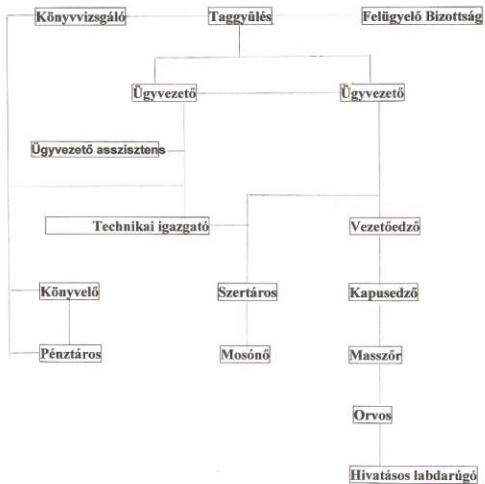 Könyvvizsgáló Taggyülés Felügyelő Bizottság
Ügyvezető Ügyvezető
Ügyvezető asszisztens
Technikai igazgató Vezetőedző
Könyvelő Szertáros Kapusedző
Pénztáros Mosónő Masszőr
Orvos
Hivatásos labdarúgó